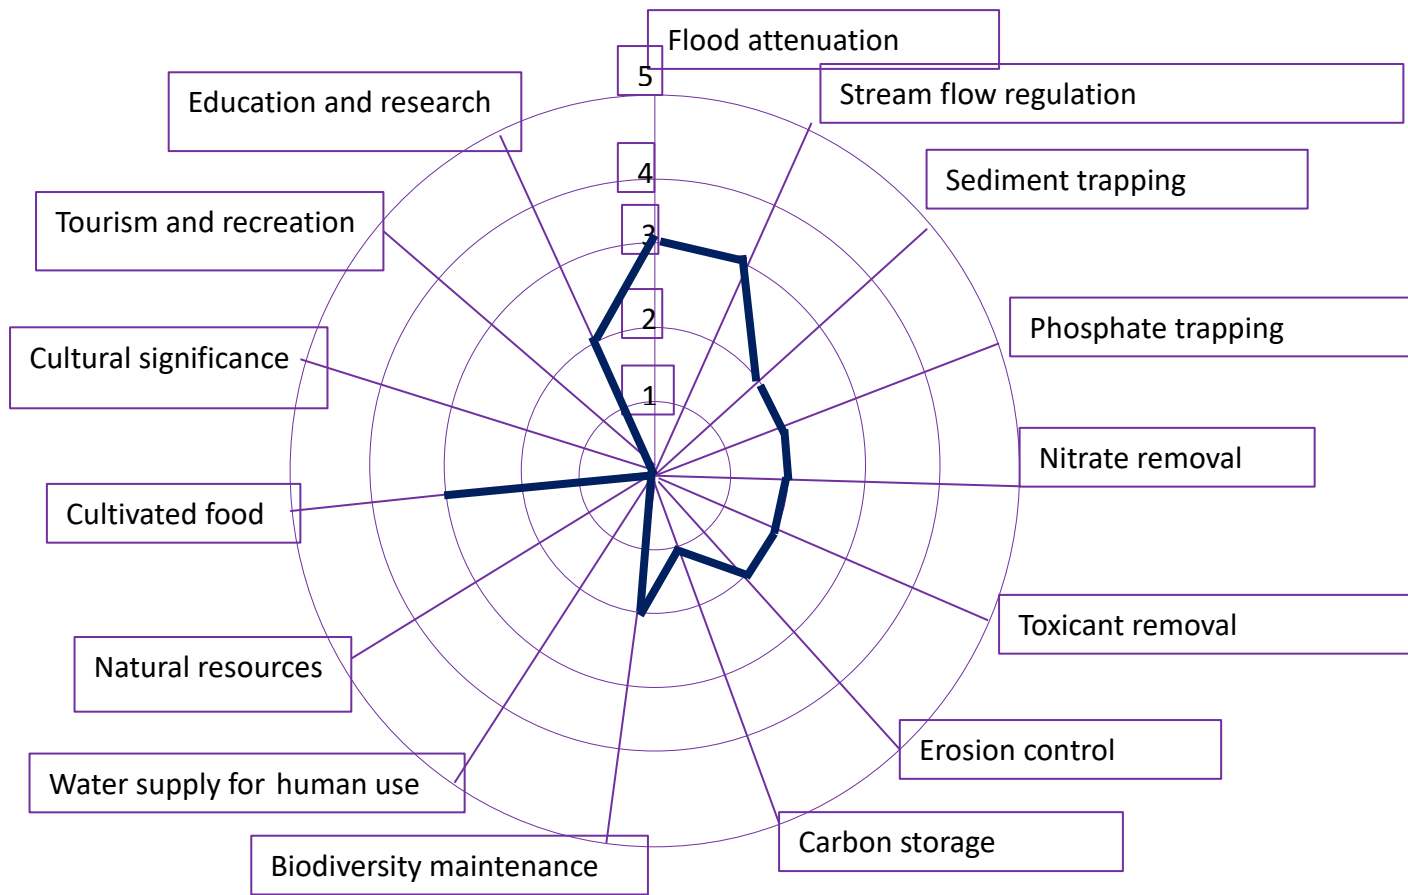 Flood attenuation
5
Education and research
Stream flow regulation
4
Sediment trapping
Tourism and recreation
3
2
Phosphate trapping
Cultural significance
1
Nitrate removal
Cultivated food
Toxicant removal
Natural resources
Erosion control
Water supply for human use
Carbon storage
Biodiversity maintenance